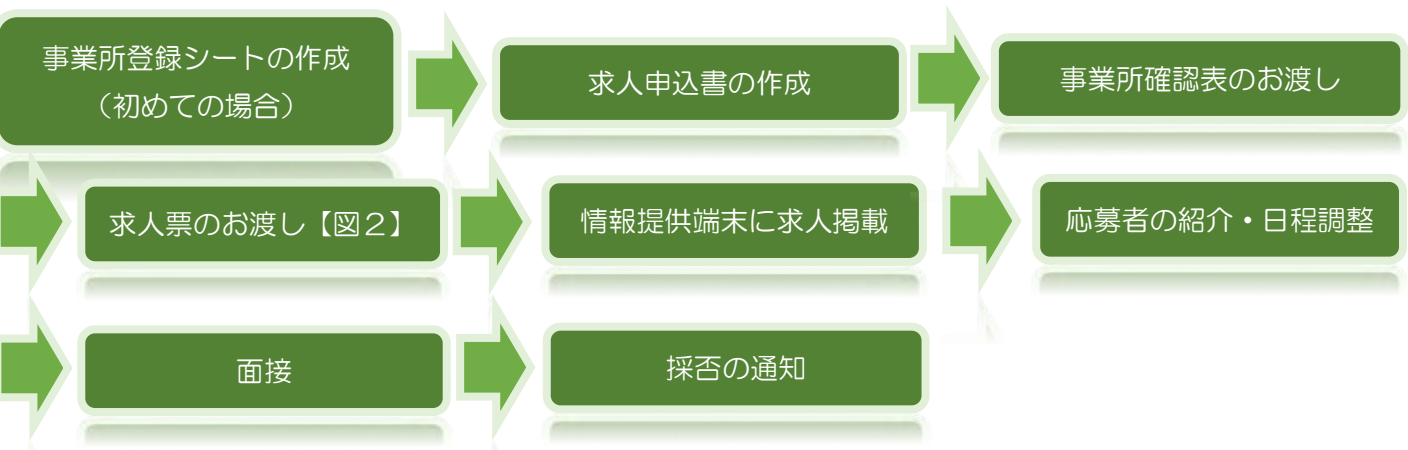 事業所登録シートの作成
（初めての場合）
求人申込書の作成
事業所確認表のお渡し
求人票のお渡し【図２】
情報提供端末に求人掲載
応募者の紹介・日程調整
面接
採否の通知